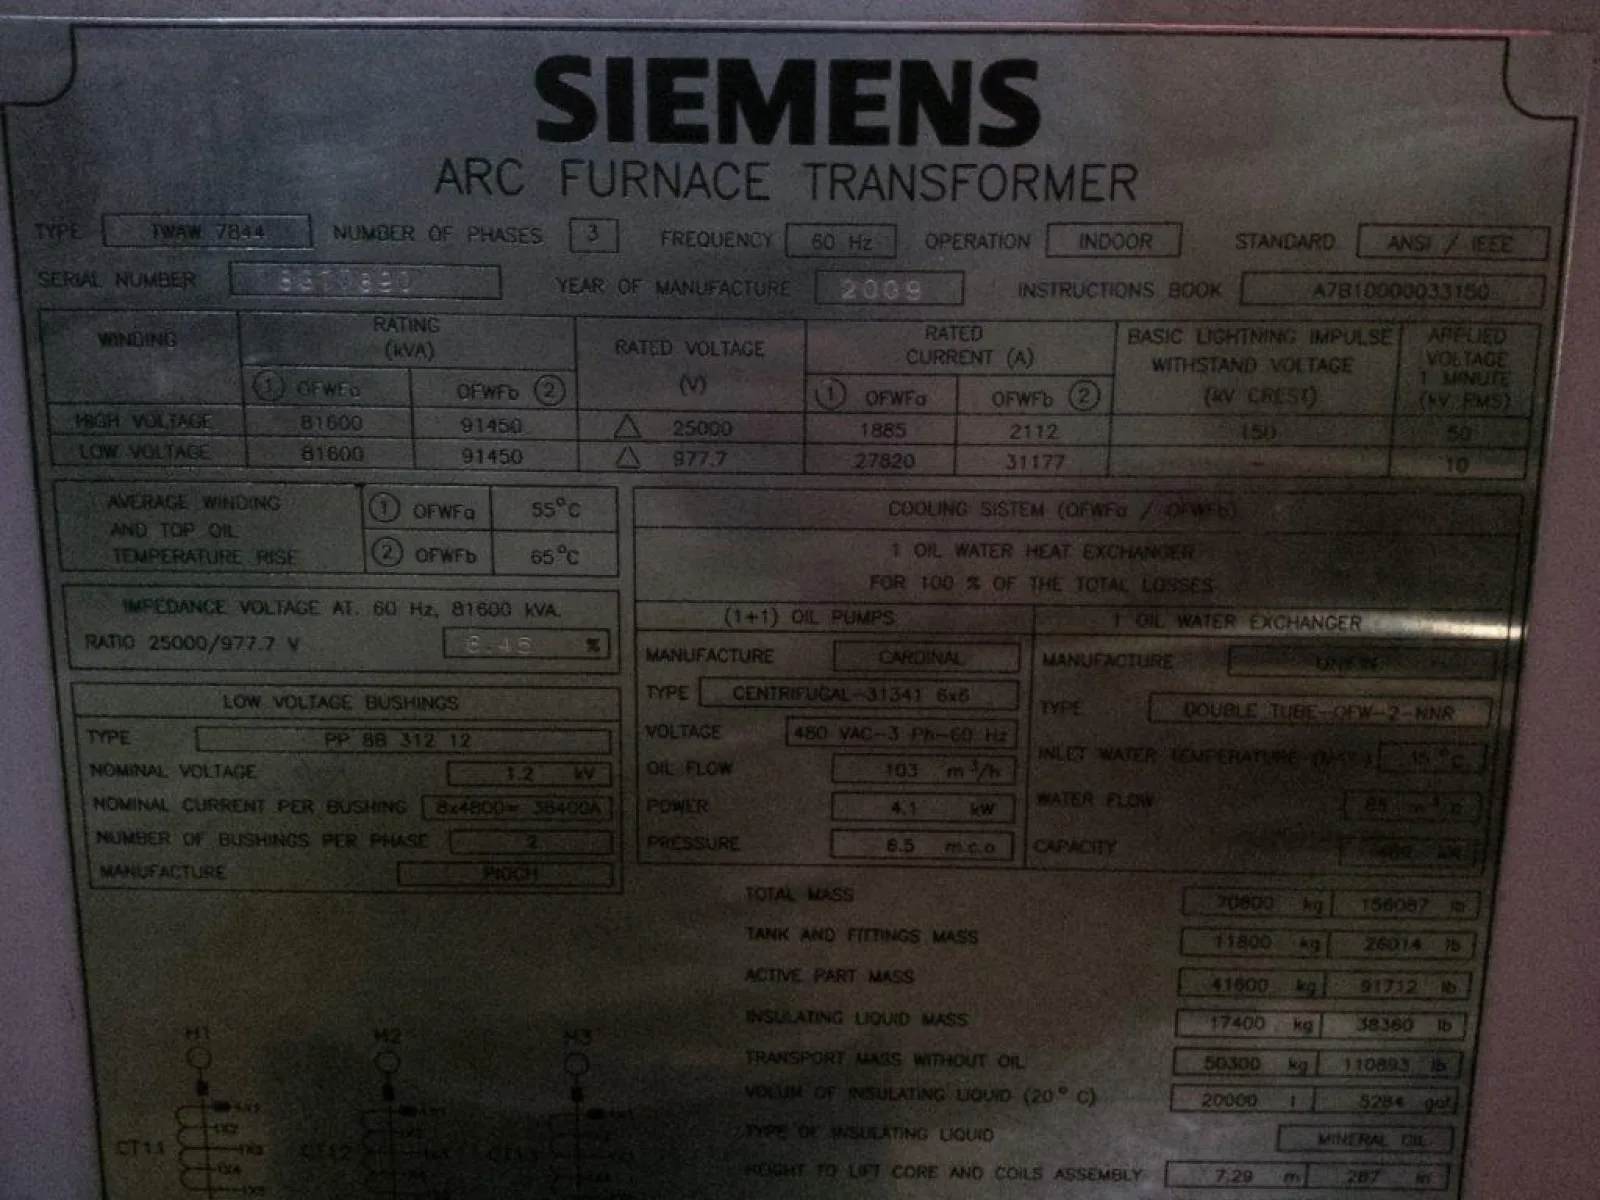 SIEMENS
ARC FURNACE TRANSFORMER
TYPE TWAW 7844 NUMBER OF PHASES 3 FREQUENCY 60 Hz OPERATION INDOOR STANDARD ANSI / IEEE
SERIAL NUMBER YEAR OF MANUFACTURE 2009 INSTRUCTIONS BOOK A7B10000033150
WINDING RATING (kVA) RATED VOLTAGE (V) RATED CURRENT (A) BASIC LIGHTNING IMPULSE WITHSTAND VOLTAGE (kV CREST) APPLIED VOLTAGE 1 MINUTE (kV RMS)
① OFWFa OFWFb ② ① OFWFa OFWFb ②
HIGH VOLTAGE 81600 91450 △ 25000 1885 2112 150 50
LOW VOLTAGE 81600 91450 △ 977.7 27820 31177 - 10
AVERAGE WINDING AND TOP OIL TEMPERATURE RISE
① OFWFa 55°C
② OFWFb 65°C
IMPEDANCE VOLTAGE AT. 60 Hz, 81600 kVA.
RATIO 25000/977.7 V %
LOW VOLTAGE BUSHINGS
TYPE PP 8B 312 12
NOMINAL VOLTAGE 1.2 kV
NOMINAL CURRENT PER BUSHING 8x4800= 38400A
NUMBER OF BUSHINGS PER PHASE 2
MANUFACTURE PIOCH
COOLING SISTEM (OFWFa / OFWFb)
1 OIL WATER HEAT EXCHANGER
FOR 100 % OF THE TOTAL LOSSES
(1+1) OIL PUMPS
MANUFACTURE CARDINAL
TYPE CENTRIFUGAL-31341 6x6
VOLTAGE 480 VAC-3 Ph-60 Hz
OIL FLOW 103 m³/h
POWER 4.1 kW
PRESSURE 8.5 m.c.o
1 OIL WATER EXCHANGER
MANUFACTURE
TYPE DOUBLE TUBE-OFW-2-NNR
INLET WATER TEMPERATURE (MAX.) °C
WATER FLOW
CAPACITY
TOTAL MASS 70800 kg 156087 lb
TANK AND FITTINGS MASS 11800 kg 26014 lb
ACTIVE PART MASS 41600 kg 91712 lb
INSULATING LIQUID MASS 17400 kg 38360 lb
TRANSPORT MASS WITHOUT OIL 50300 kg 110893 lb
VOLUM OF INSULATING LIQUID (20° C) 20000 l 5284 gal
TYPE OF INSULATING LIQUID MINERAL OIL
HEIGHT TO LIFT CORE AND COILS ASSEMBLY 7.29 m 287 in
H1 H2 H3
1X1 1X1 1X1
1X2
CT11 1X3 CT12 CT13
1X4